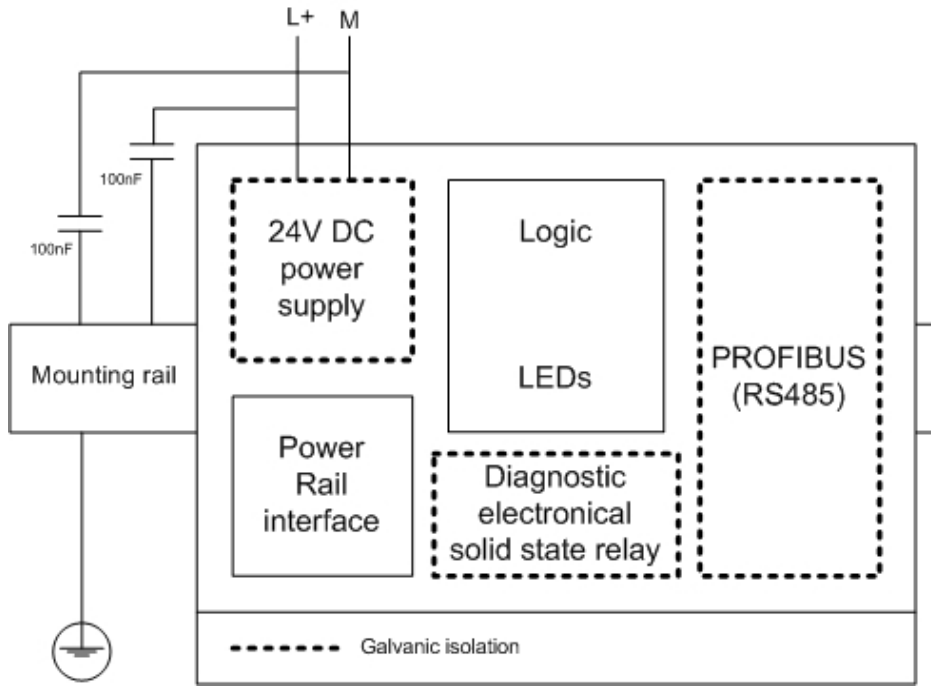 L+
M
100nF
100nF
24V DC
power
supply
Logic
LEDs
PROFIBUS
(RS485)
Mounting rail
Power
Rail
interface
Diagnostic
electronical
solid state relay
Galvanic isolation